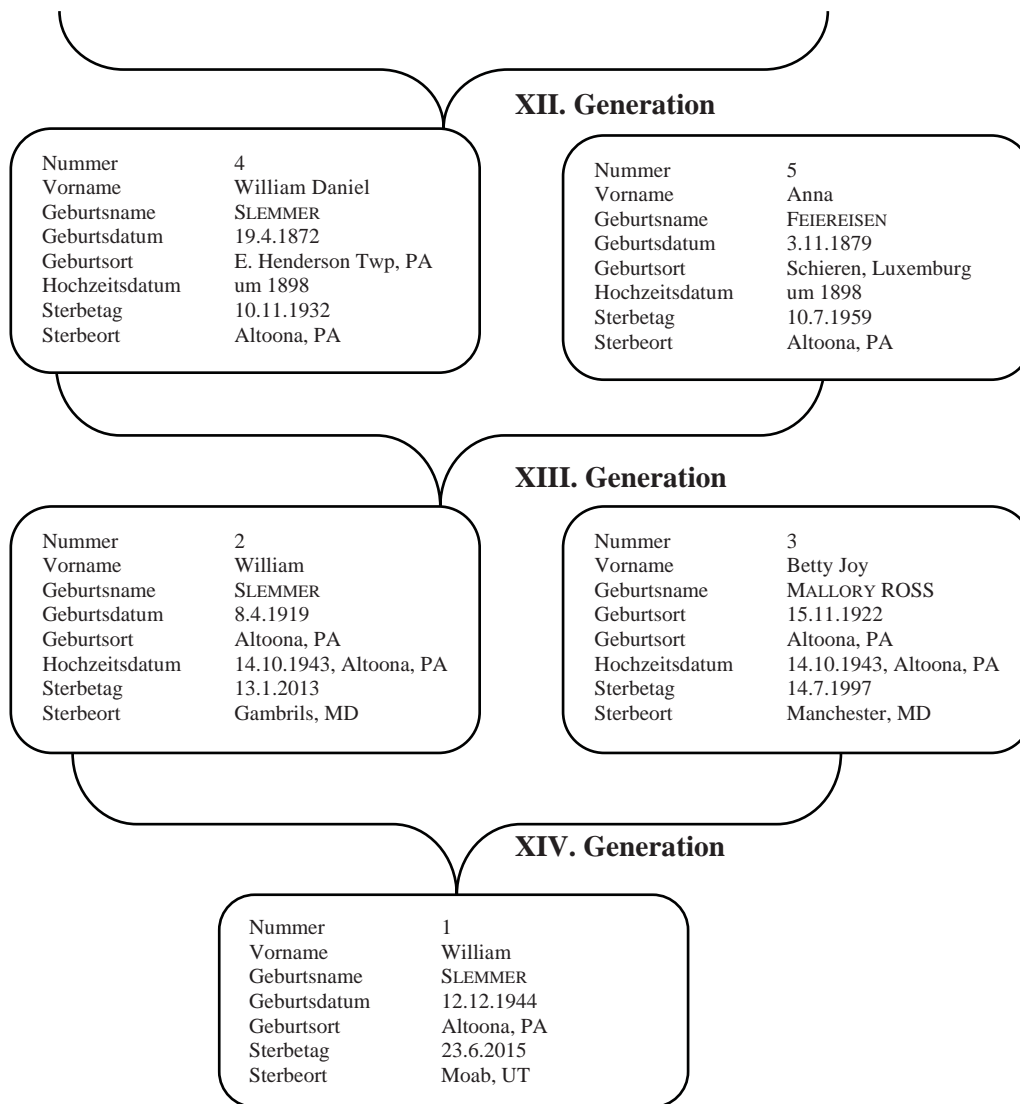 XII. Generation
Nummer 4
Vorname William Daniel
Geburtsname SLEMMER
Geburtsdatum 19.4.1872
Geburtsort E. Henderson Twp, PA
Hochzeitsdatum um 1898
Sterbetag 10.11.1932
Sterbeort Altoona, PA
Nummer 5
Vorname Anna
Geburtsname FEIEREISEN
Geburtsdatum 3.11.1879
Geburtsort Schieren, Luxemburg
Hochzeitsdatum um 1898
Sterbetag 10.7.1959
Sterbeort Altoona, PA
XIII. Generation
Nummer 2
Vorname William
Geburtsname SLEMMER
Geburtsdatum 8.4.1919
Geburtsort Altoona, PA
Hochzeitsdatum 14.10.1943, Altoona, PA
Sterbetag 13.1.2013
Sterbeort Gambrils, MD
Nummer 3
Vorname Betty Joy
Geburtsname MALLORY ROSS
Geburtsort 15.11.1922
Geburtsort Altoona, PA
Hochzeitsdatum 14.10.1943, Altoona, PA
Sterbetag 14.7.1997
Sterbeort Manchester, MD
XIV. Generation
Nummer 1
Vorname William
Geburtsname SLEMMER
Geburtsdatum 12.12.1944
Geburtsort Altoona, PA
Sterbetag 23.6.2015
Sterbeort Moab, UT